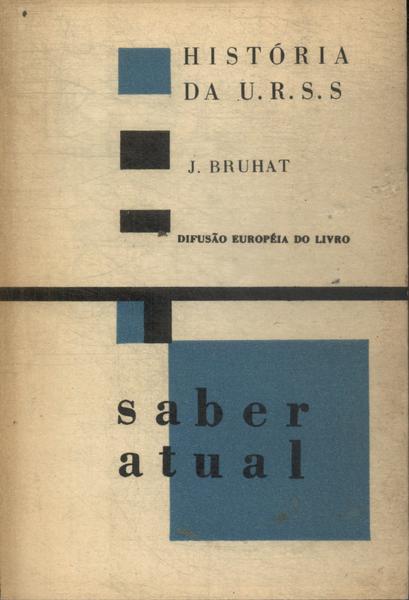 HISTÓRIA
DA U.R.S.S
J. BRUHAT
DIFUSÃO EUROPÉIA DO LIVRO
saber
atual